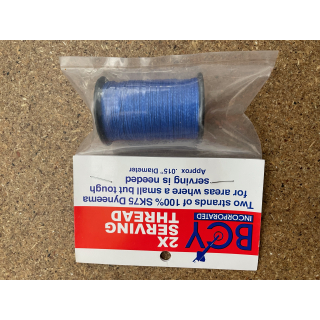 BCY
INCORPORATED
2X
SERVING
THREAD
Two strands of 100% SK75 Dyneema
for areas where a small but tough
serving is needed
Approx .015" Diameter